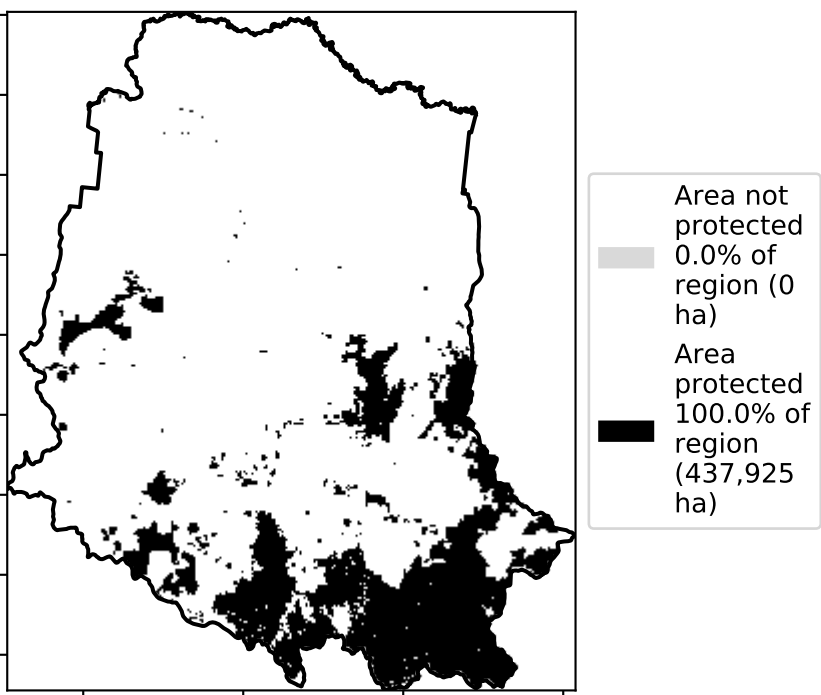 Area not
protected
0.0% of
region (0
ha)
Area
protected
100.0% of
region
(437,925
ha)